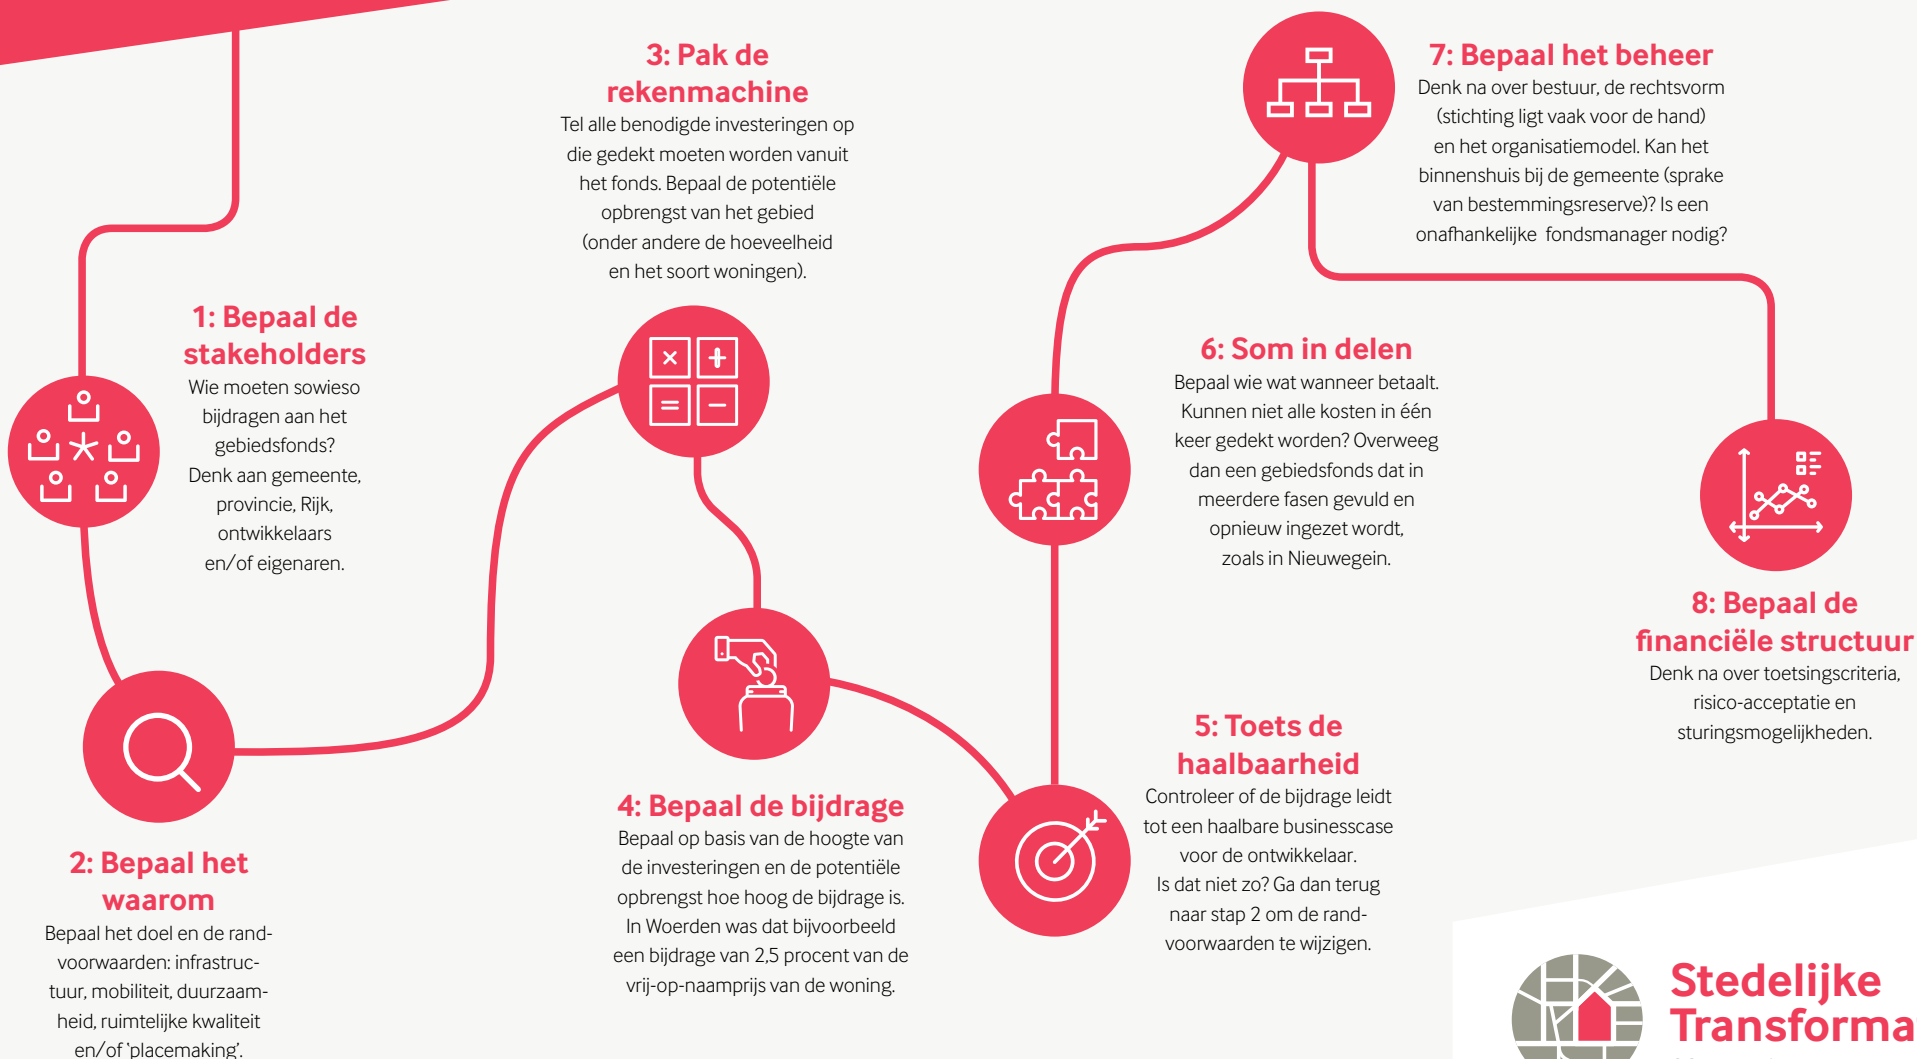 1: Bepaal de
stakeholders
Wie moeten sowieso
bijdragen aan het
gebiedsfonds?
Denk aan gemeente,
provincie, Rijk,
ontwikkelaars
en/of eigenaren.
2: Bepaal het
waarom
Bepaal het doel en de rand-
voorwaarden: infrastruc-
tuur, mobiliteit, duurzaam-
heid, ruimtelijke kwaliteit
en/of ‘placemaking’.
3: Pak de
rekenmachine
Tel alle benodigde investeringen op
die gedekt moeten worden vanuit
het fonds. Bepaal de potentiële
opbrengst van het gebied
(onder andere de hoeveelheid
en het soort woningen).
4: Bepaal de bijdrage
Bepaal op basis van de hoogte van
de investeringen en de potentiële
opbrengst hoe hoog de bijdrage is.
In Woerden was dat bijvoorbeeld
een bijdrage van 2,5 procent van de
vrij-op-naamprijs van de woning.
5: Toets de
haalbaarheid
Controleer of de bijdrage leidt
tot een haalbare businesscase
voor de ontwikkelaar.
Is dat niet zo? Ga dan terug
naar stap 2 om de rand-
voorwaarden te wijzigen.
6: Som in delen
Bepaal wie wat wanneer betaalt.
Kunnen niet alle kosten in één
keer gedekt worden? Overweeg
dan een gebiedsfonds dat in
meerdere fasen gevuld en
opnieuw ingezet wordt,
zoals in Nieuwegein.
7: Bepaal het beheer
Denk na over bestuur, de rechtsvorm
(stichting ligt vaak voor de hand)
en het organisatiemodel. Kan het
binnenshuis bij de gemeente (sprake
van bestemmingsreserve)? Is een
onafhankelijke fondsmanager nodig?
8: Bepaal de
financiële structuur
Denk na over toetsingscriteria,
risico-acceptatie en
sturingsmogelijkheden.
Stedelijke
Transforma